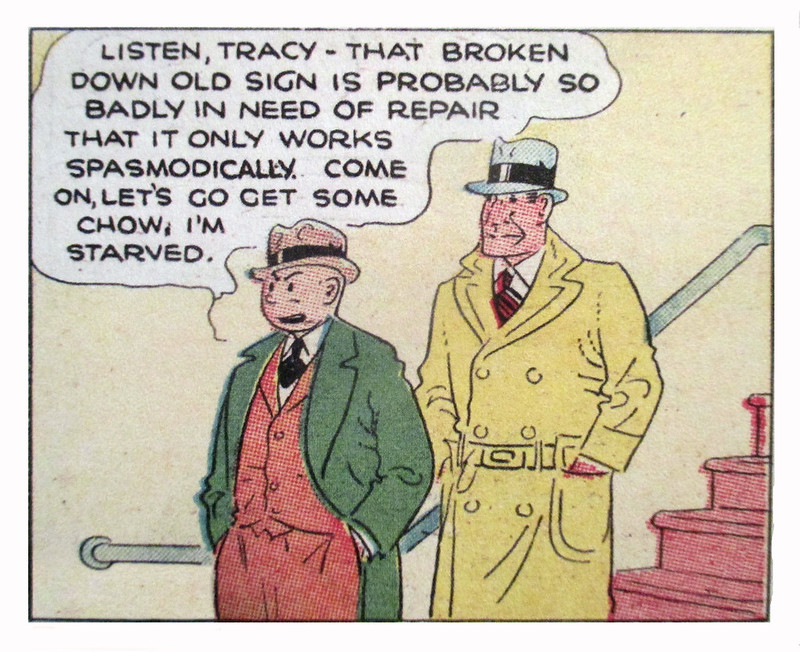 LISTEN, TRACY - THAT BROKEN
DOWN OLD SIGN IS PROBABLY SO
BADLY IN NEED OF REPAIR
THAT IT ONLY WORKS
SPASMODICALLY. COME
ON, LET'S GO GET SOME
CHOW, I'M
STARVED.